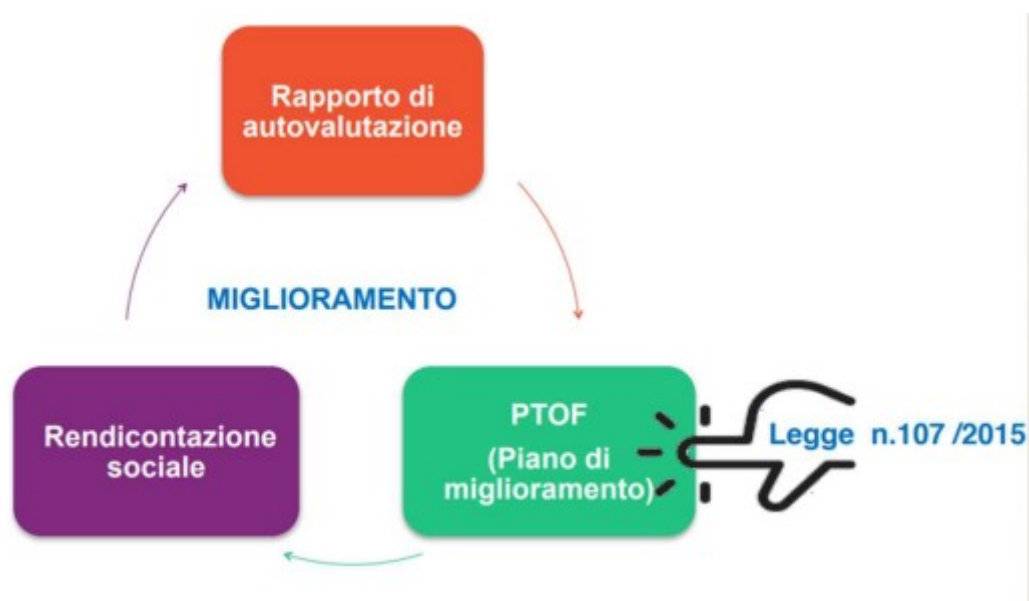 Rapporto di
autovalutazione
MIGLIORAMENTO
Rendicontazione
sociale
PTOF
(Piano di
miglioramento)
Legge n.107 /2015